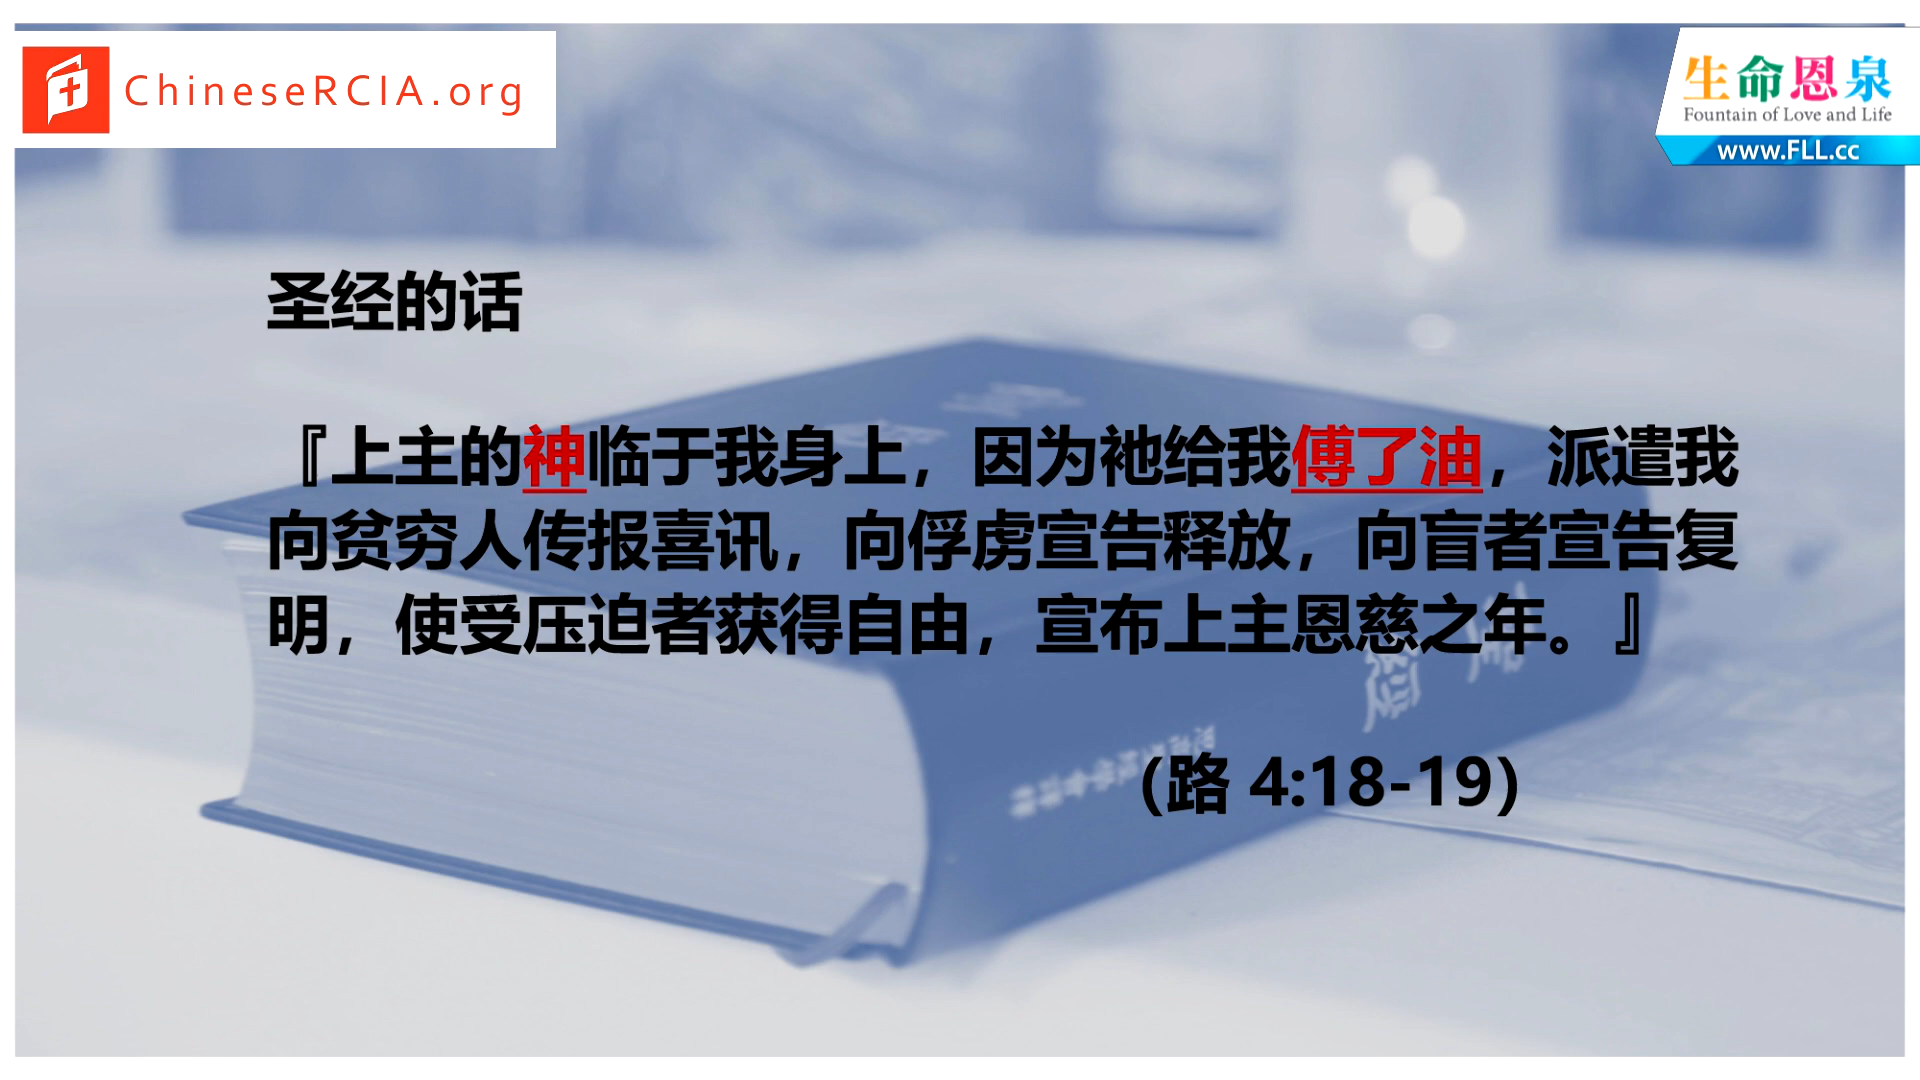 ChineseRCIA.org
生命恩泉
Fountain of Love and Life
www.FLL.cc
圣经的话
『上主的神临于我身上，因为祂给我傅了油，派遣我
向贫穷人传报喜讯，向俘虏宣告释放，向盲者宣告复
明，使受压迫者获得自由，宣布上主恩慈之年。』
（路 4:18-19）